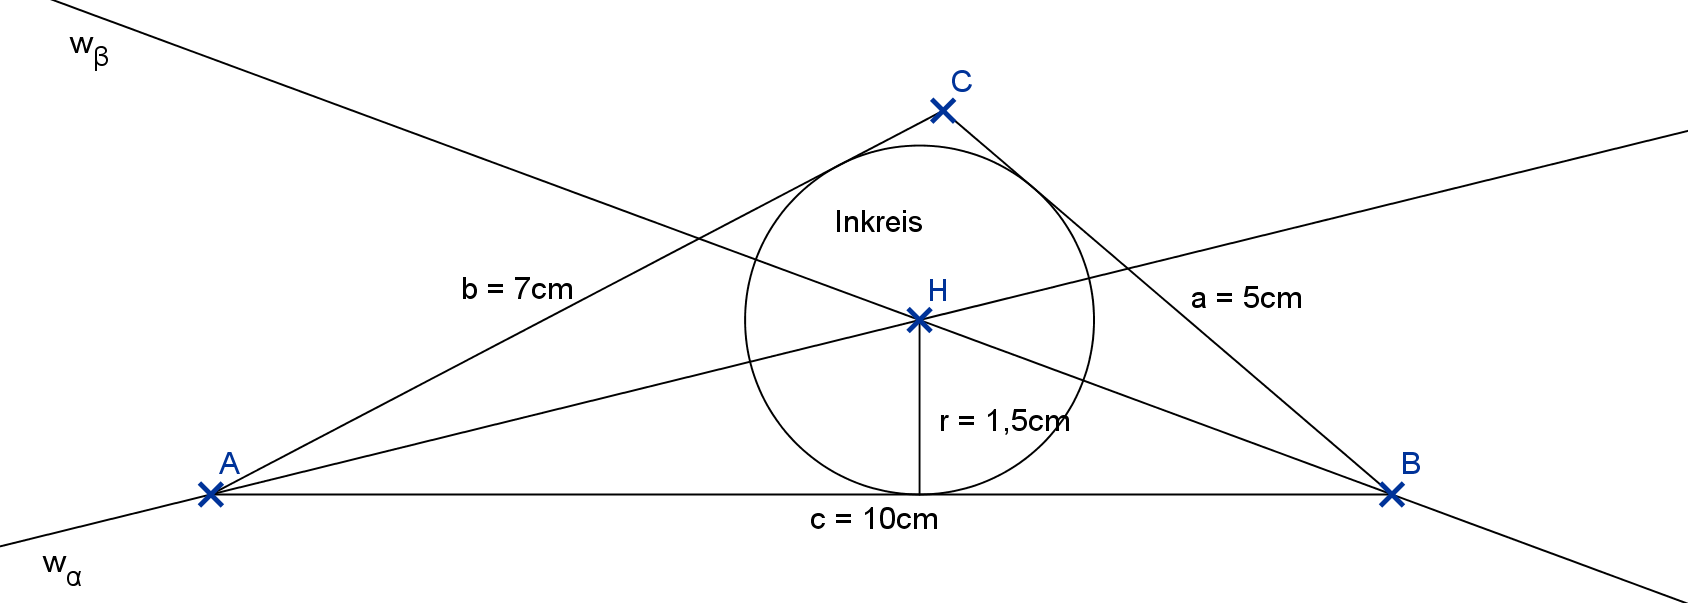 wβ
C
Inkreis
b = 7cm
H
a = 5cm
r = 1,5cm
A
B
c = 10cm
wα